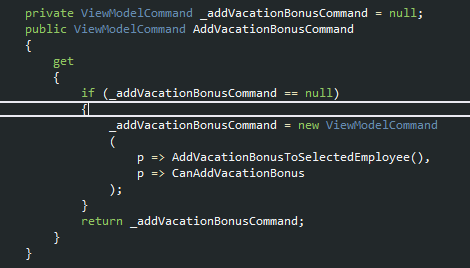 private ViewModelCommand _addVacationBonusCommand = null;
public ViewModelCommand AddVacationBonusCommand
{
get
{
if (_addVacationBonusCommand == null)
{
_addVacationBonusCommand = new ViewModelCommand
(
p => AddVacationBonusToSelectedEmployee(),
p => CanAddVacationBonus
);
}
return _addVacationBonusCommand;
}
}